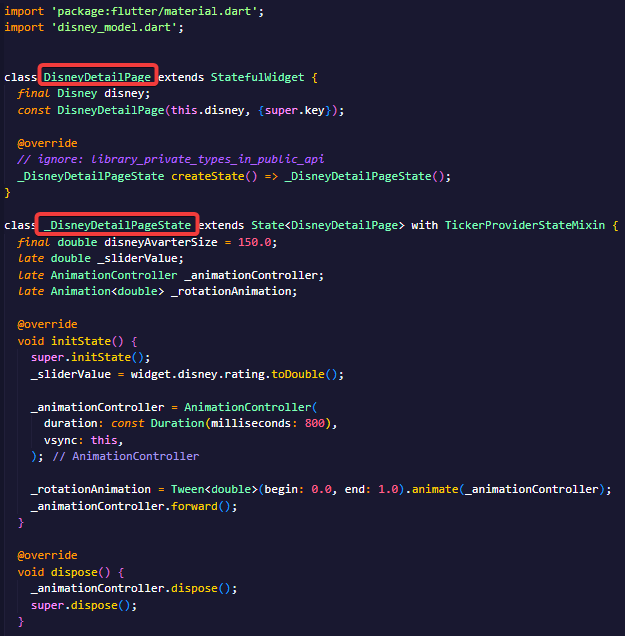 import 'package:flutter/material.dart';
import 'disney_model.dart';
class DisneyDetailPage extends StatefulWidget {
final Disney disney;
const DisneyDetailPage(this.disney, {super.key});
@override
// ignore: library_private_types_in_public_api
_DisneyDetailPageState createState() => _DisneyDetailPageState();
}
class _DisneyDetailPageState extends State<DisneyDetailPage> with TickerProviderStateMixin {
final double disneyAvarterSize = 150.0;
late double _sliderValue;
late AnimationController _animationController;
late Animation<double> _rotationAnimation;
@override
void initState() {
super.initState();
_sliderValue = widget.disney.rating.toDouble();
_animationController = AnimationController(
duration: const Duration(milliseconds: 800),
vsync: this,
); // AnimationController
_rotationAnimation = Tween<double>(begin: 0.0, end: 1.0).animate(_animationController);
_animationController.forward();
}
@override
void dispose() {
_animationController.dispose();
super.dispose();
}